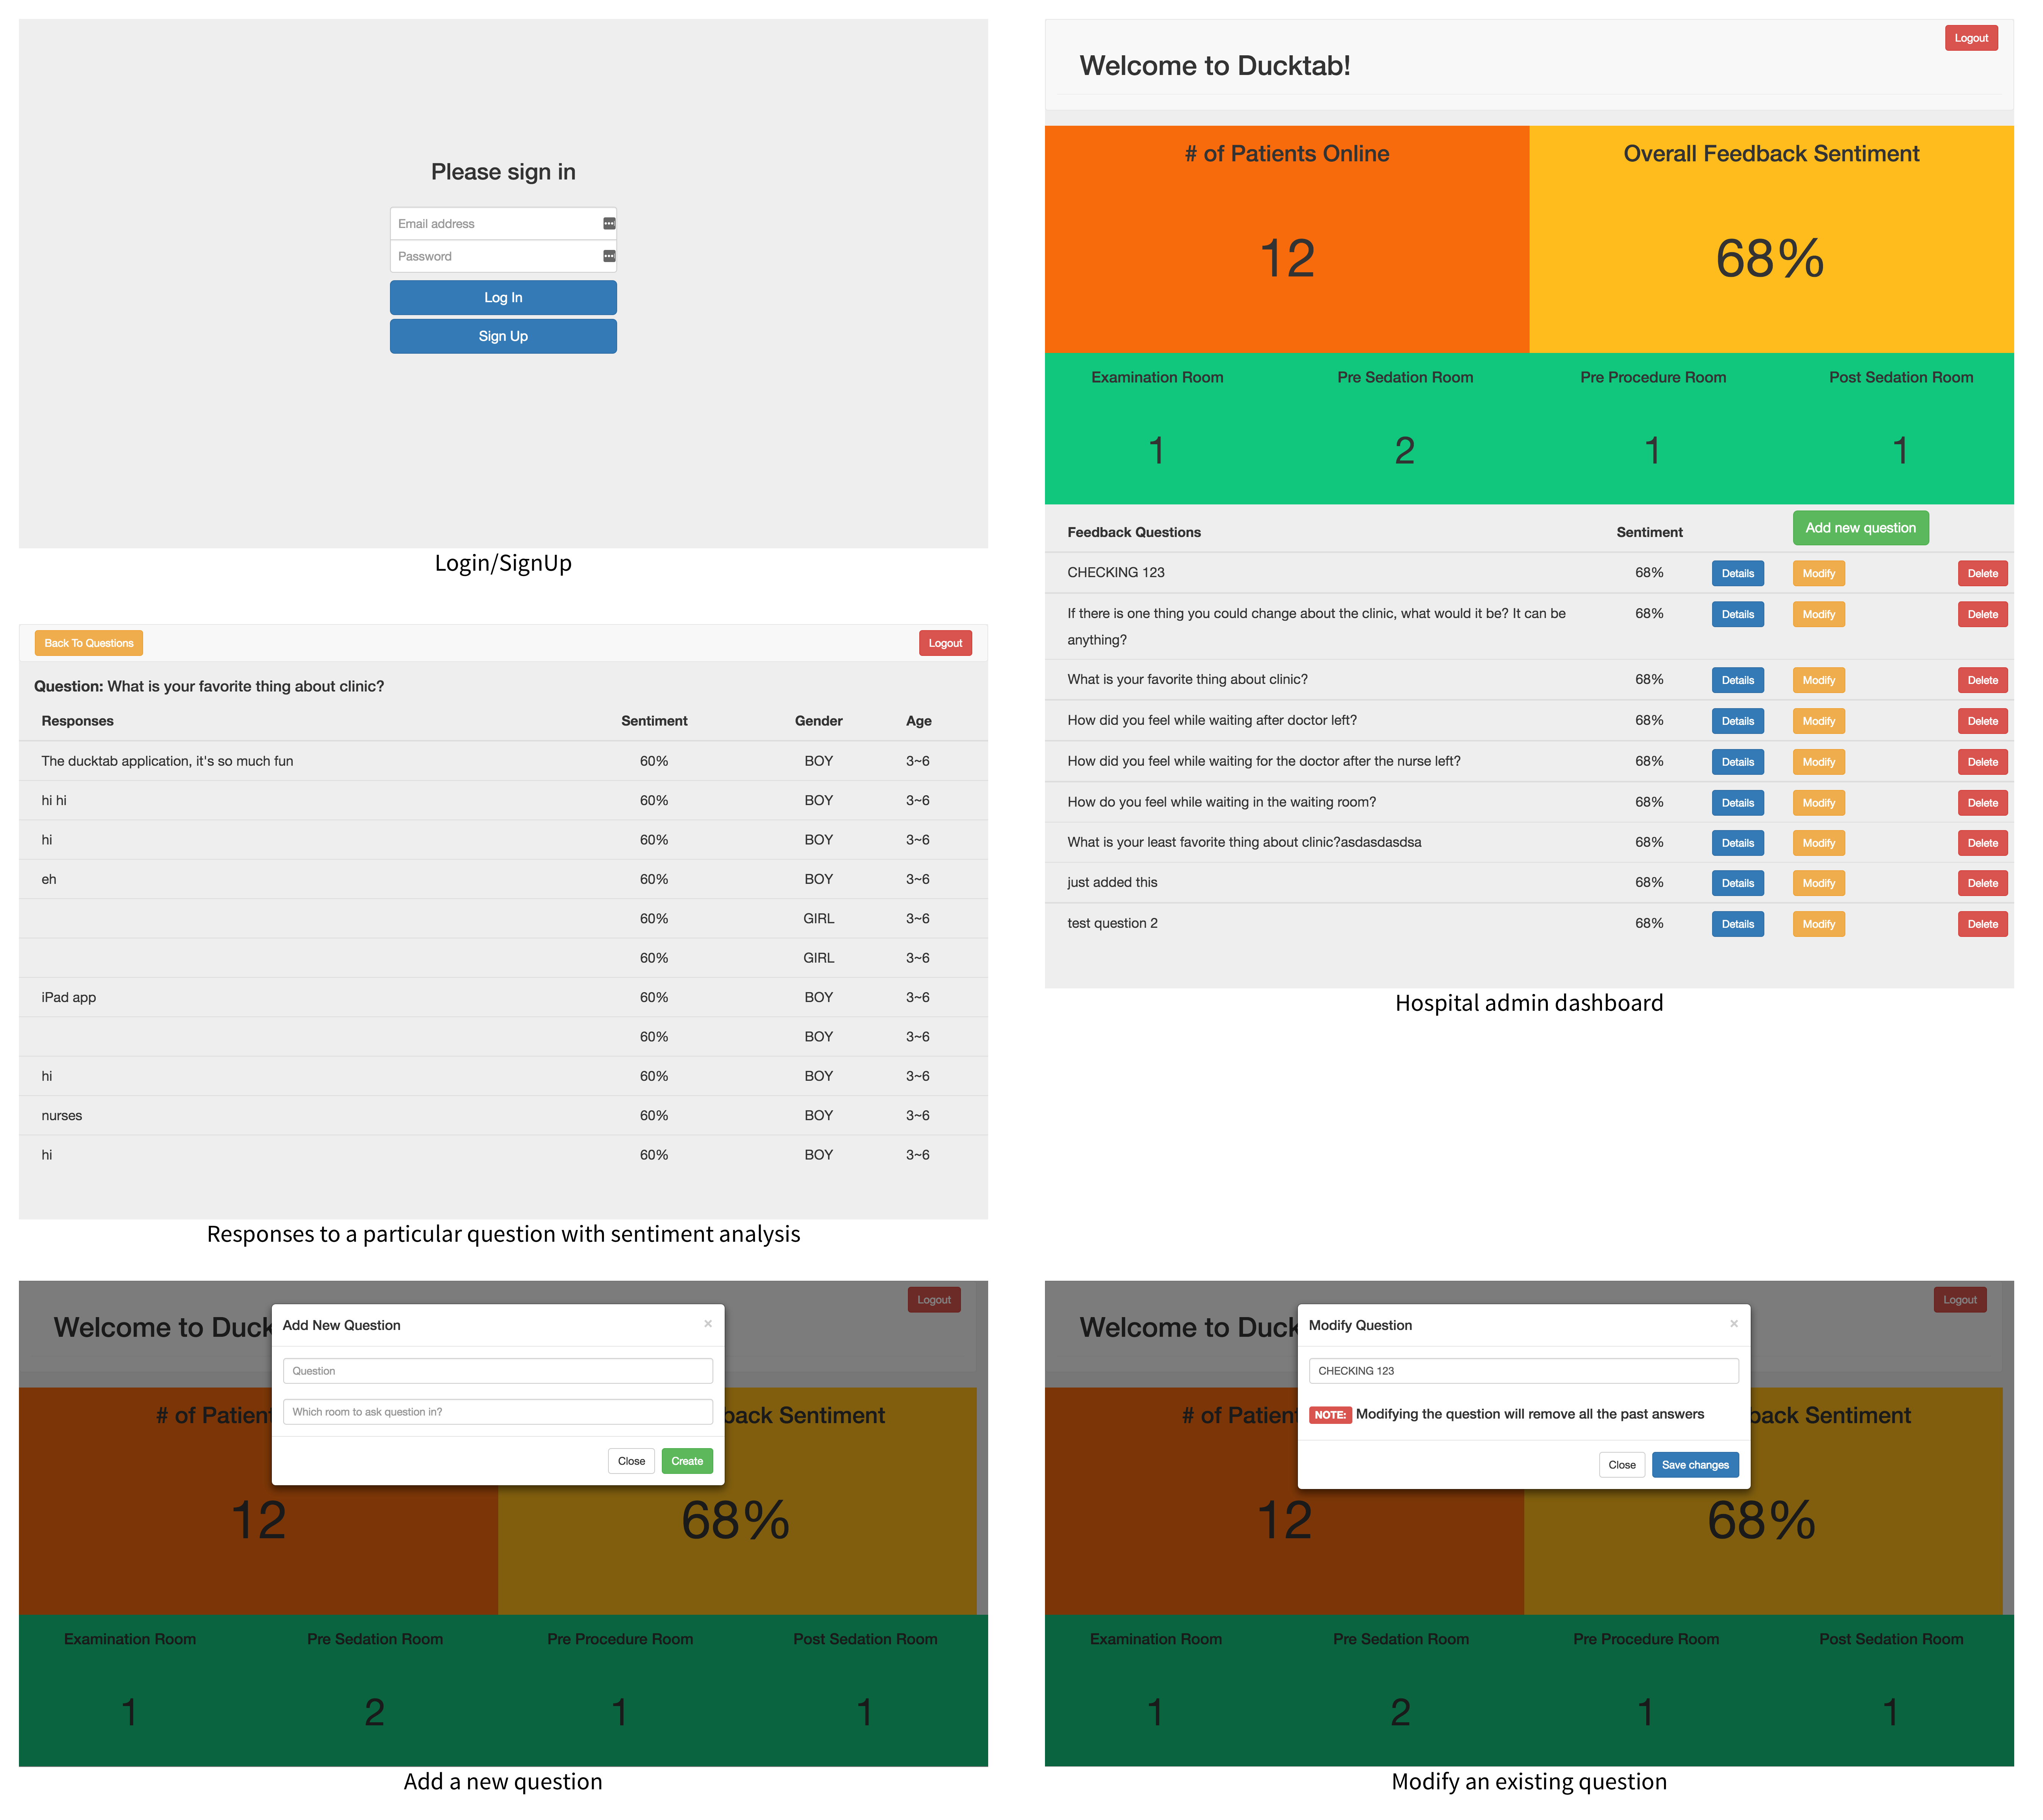 Please sign in
Email address
Password
Log In
Sign Up
Login/SignUp
Logout
Welcome to Ducktab!
# of Patients Online
Overall Feedback Sentiment
12
68%
Examination Room Pre Sedation Room Pre Procedure Room Post Sedation Room
1 2 1 1
Feedback Questions Sentiment Add new question
CHECKING 123 68% Details Modify Delete
If there is one thing you could change about the clinic, what would it be? It can be 68% Details Modify Delete
anything?
What is your favorite thing about clinic? 68% Details Modify Delete
How did you feel while waiting after doctor left? 68% Details Modify Delete
How did you feel while waiting for the doctor after the nurse left? 68% Details Modify Delete
How do you feel while waiting in the waiting room? 68% Details Modify Delete
What is your least favorite thing about clinic?asdasdasdsa 68% Details Modify Delete
just added this 68% Details Modify Delete
test question 2 68% Details Modify Delete
Hospital admin dashboard
Back To Questions Logout
Question: What is your favorite thing about clinic?
Responses Sentiment Gender Age
The ducktab application, it's so much fun 60% BOY 3~6
hi hi 60% BOY 3~6
hi 60% BOY 3~6
eh 60% BOY 3~6
60% GIRL 3~6
60% GIRL 3~6
iPad app 60% BOY 3~6
60% BOY 3~6
hi 60% BOY 3~6
nurses 60% BOY 3~6
hi 60% BOY 3~6
Responses to a particular question with sentiment analysis
Logout
Welcome to Duck
Add New Question ×
Question
Which room to ask question in?
Close Create
# of Patien
back Sentiment
12
68%
Examination Room Pre Sedation Room Pre Procedure Room Post Sedation Room
1 2 1 1
Add a new question
Logout
Welcome to Duck
Modify Question ×
CHECKING 123
NOTE: Modifying the question will remove all the past answers
Close Save changes
# of Patien
back Sentiment
12
68%
Examination Room Pre Sedation Room Pre Procedure Room Post Sedation Room
1 2 1 1
Modify an existing question